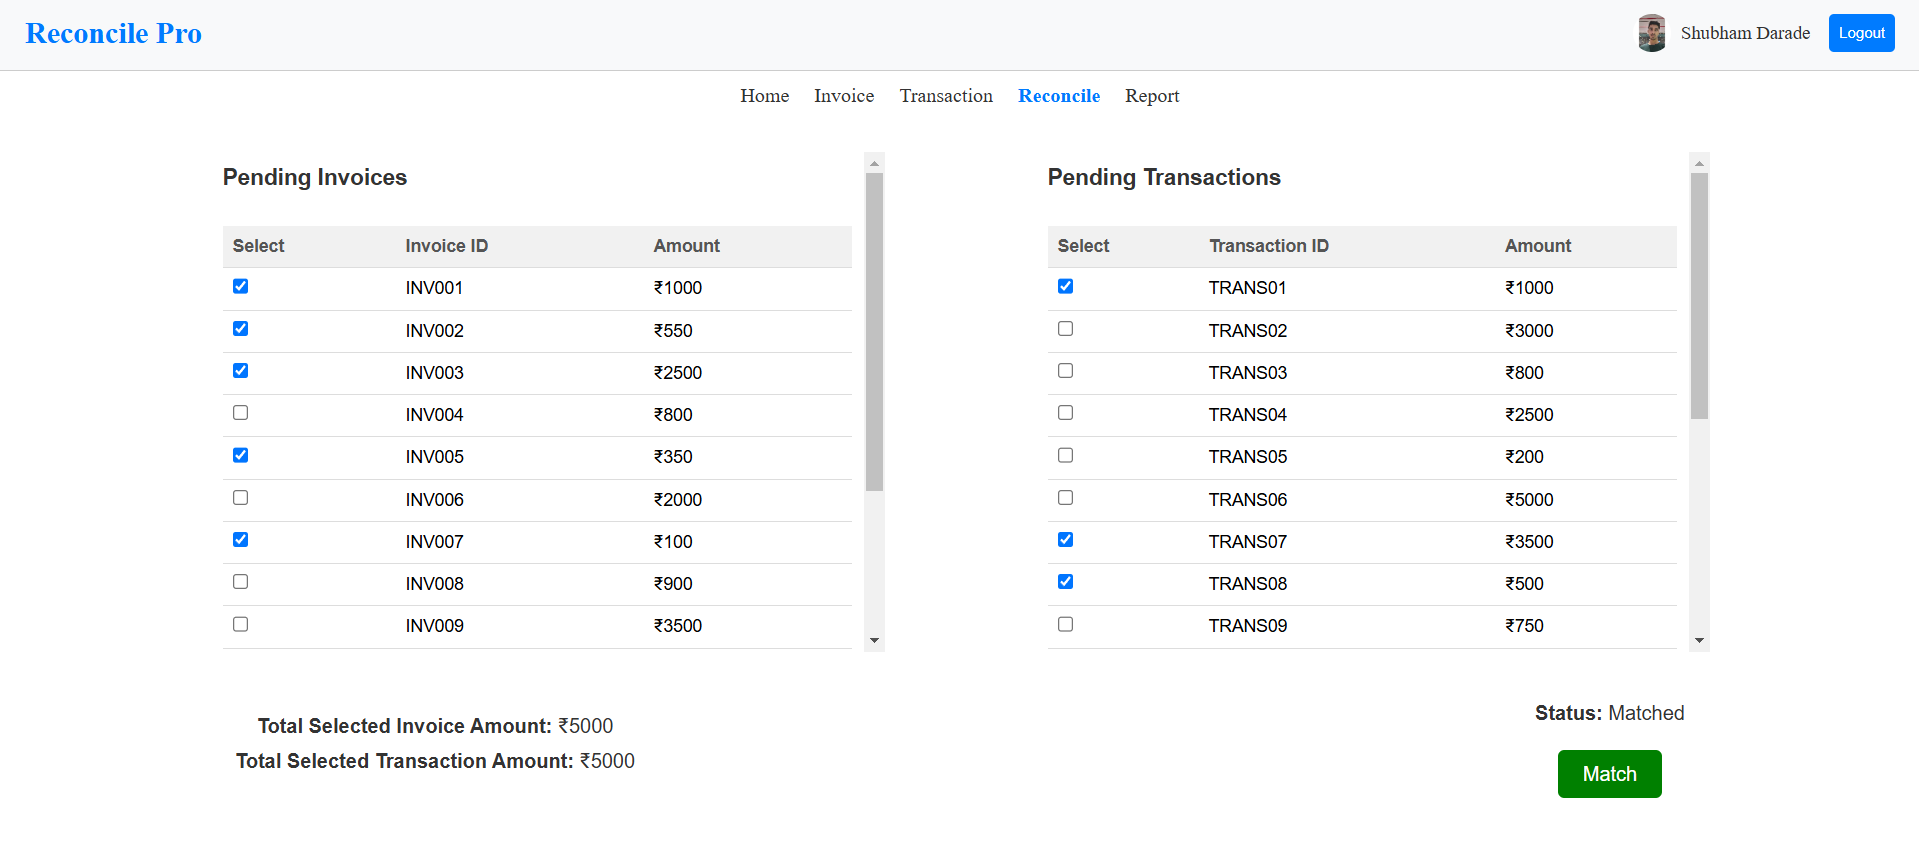 Reconcile Pro
Shubham Darade
Logout
Home Invoice Transaction Reconcile Report
Pending Invoices
Select Invoice ID Amount
INV001 ₹1000
INV002 ₹550
INV003 ₹2500
INV004 ₹800
INV005 ₹350
INV006 ₹2000
INV007 ₹100
INV008 ₹900
INV009 ₹3500
Pending Transactions
Select Transaction ID Amount
TRANS01 ₹1000
TRANS02 ₹3000
TRANS03 ₹800
TRANS04 ₹2500
TRANS05 ₹200
TRANS06 ₹5000
TRANS07 ₹3500
TRANS08 ₹500
TRANS09 ₹750
Total Selected Invoice Amount: ₹5000
Total Selected Transaction Amount: ₹5000
Status: Matched
Match